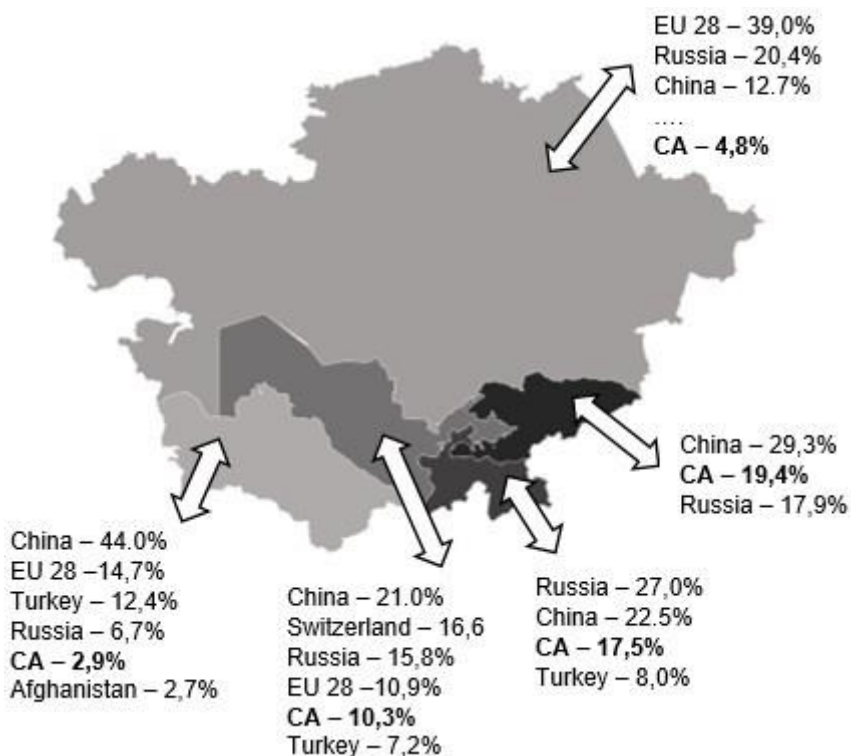 EU 28 – 39,0%
Russia – 20,4%
China – 12.7%
....
CA – 4,8%
China – 29,3%
CA – 19,4%
Russia – 17,9%
China – 44.0%
EU 28 –14,7%
Turkey – 12,4%
Russia – 6,7%
CA – 2,9%
Afghanistan – 2,7%
China – 21.0%
Switzerland – 16,6
Russia – 15,8%
EU 28 –10,9%
CA – 10,3%
Turkey – 7,2%
Russia – 27,0%
China – 22.5%
CA – 17,5%
Turkey – 8,0%